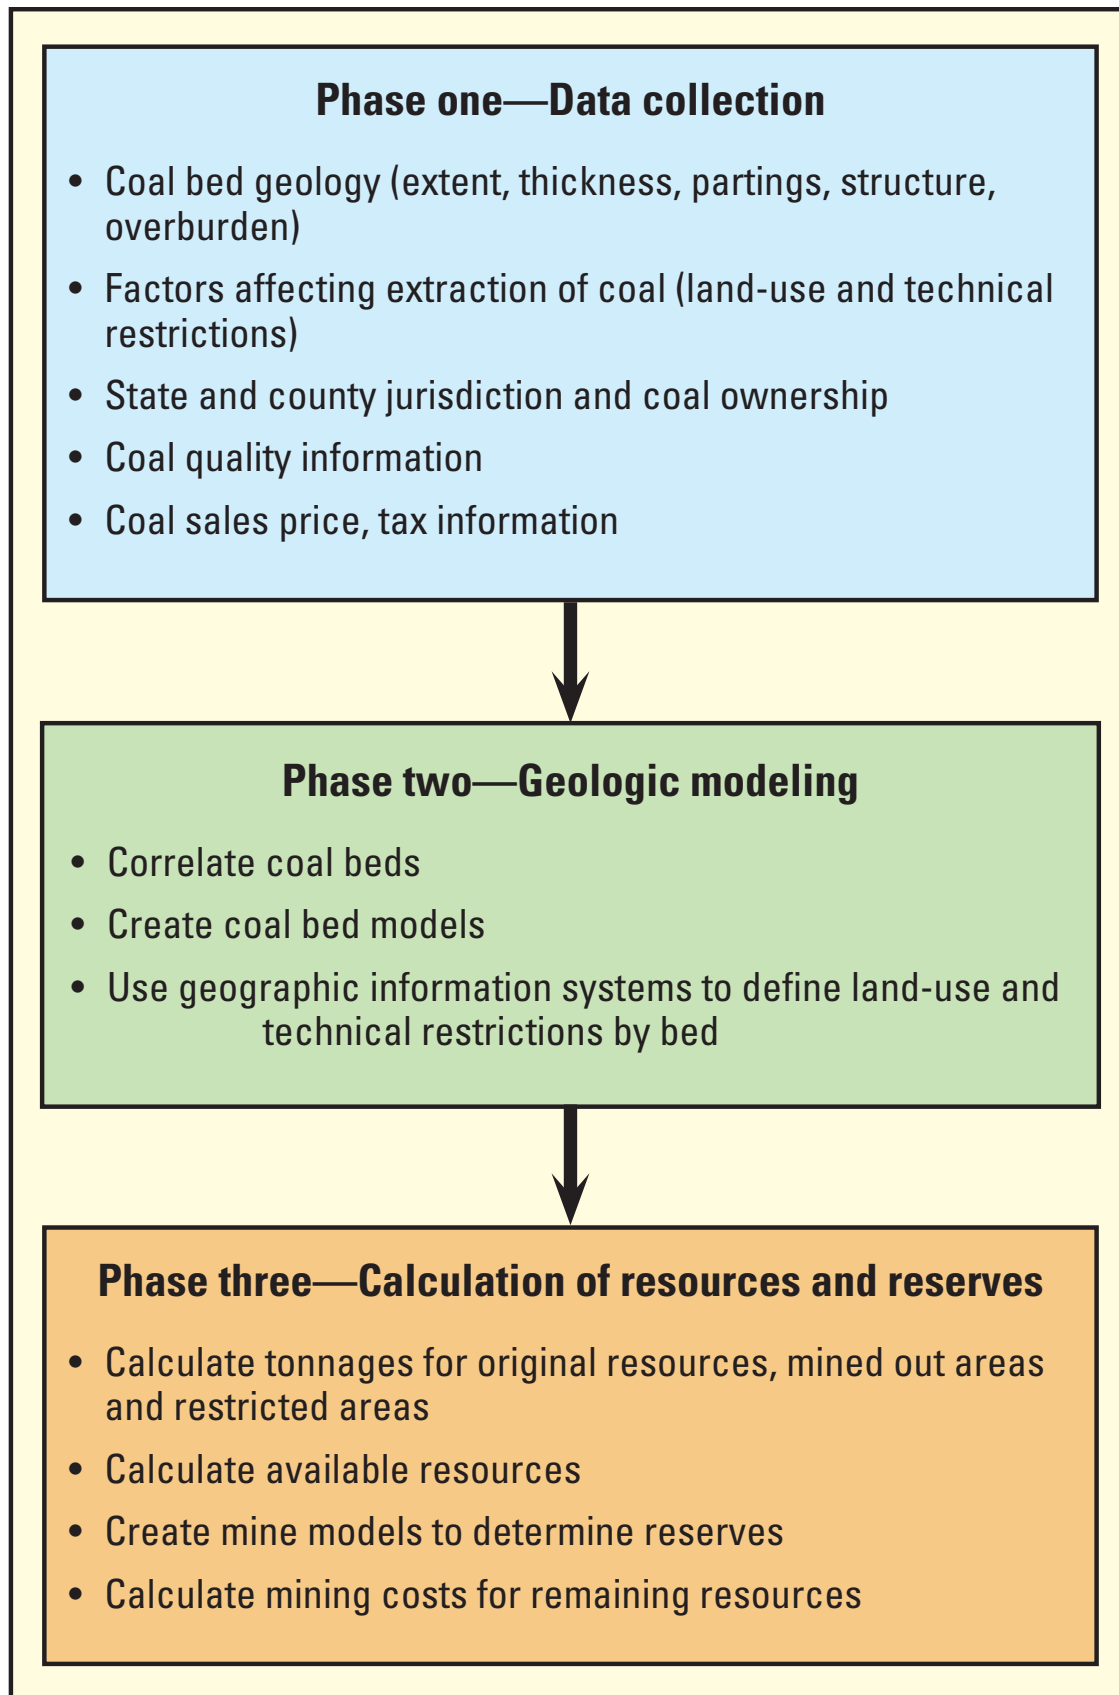 Phase one—Data collection
• Coal bed geology (extent, thickness, partings, structure,
overburden)
• Factors affecting extraction of coal (land-use and technical
restrictions)
• State and county jurisdiction and coal ownership
• Coal quality information
• Coal sales price, tax information
Phase two—Geologic modeling
• Correlate coal beds
• Create coal bed models
• Use geographic information systems to define land-use and
technical restrictions by bed
Phase three—Calculation of resources and reserves
• Calculate tonnages for original resources, mined out areas
and restricted areas
• Calculate available resources
• Create mine models to determine reserves
• Calculate mining costs for remaining resources